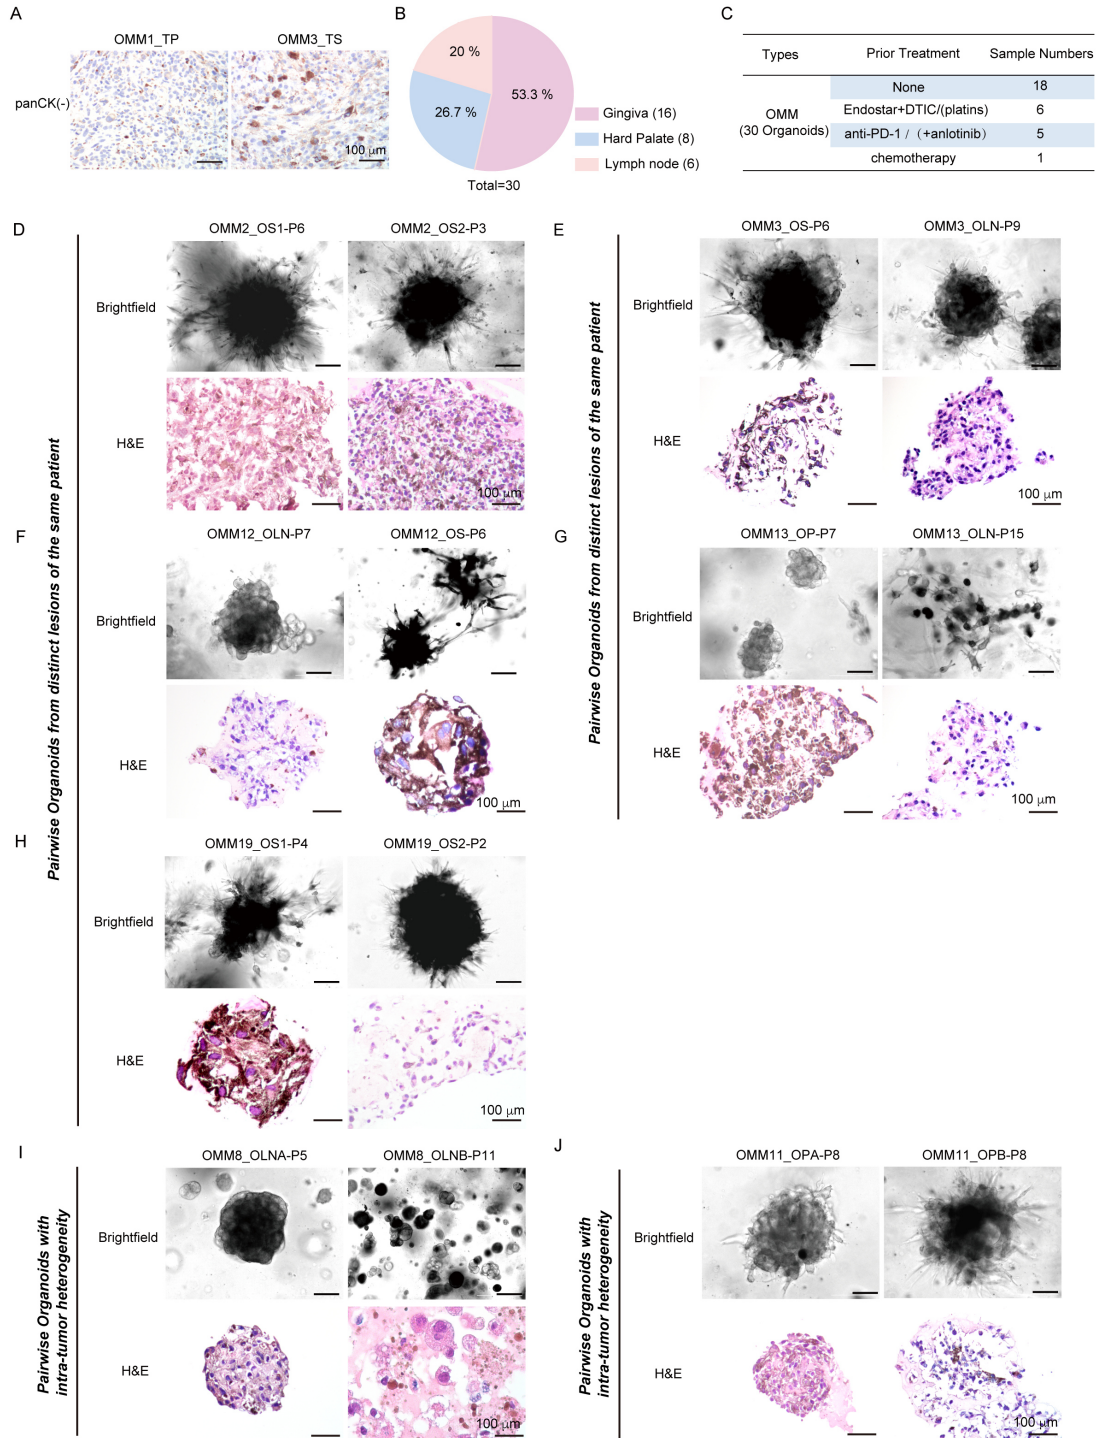 A
OMM1_TP
OMM3_TS
panCK(-)
100 μm
B
20 %
53.3 %
26.7 %
Gingiva (16)
Hard Palate (8)
Lymph node (6)
Total=30
C
Types
Prior Treatment
Sample Numbers
OMM
(30 Organoids)
None
18
Endostar+DTIC/(platins)
6
anti-PD-1 /（+anlotinib）
5
chemotherapy
1
Pairwise Organoids from distinct lesions of the same patient
D
OMM2_OS1-P6
OMM2_OS2-P3
Brightfield
H&E
100 μm
Pairwise Organoids from distinct lesions of the same patient
E
OMM3_OS-P6
OMM3_OLN-P9
Brightfield
H&E
100 μm
F
OMM12_OLN-P7
OMM12_OS-P6
Brightfield
H&E
100 μm
G
OMM13_OP-P7
OMM13_OLN-P15
Brightfield
H&E
100 μm
H
OMM19_OS1-P4
OMM19_OS2-P2
Brightfield
H&E
100 μm
I
Pairwise Organoids with
intra-tumor heterogeneity
OMM8_OLNA-P5
OMM8_OLNB-P11
Brightfield
H&E
100 μm
J
Pairwise Organoids with
intra-tumor heterogeneity
OMM11_OPA-P8
OMM11_OPB-P8
Brightfield
H&E
100 μm